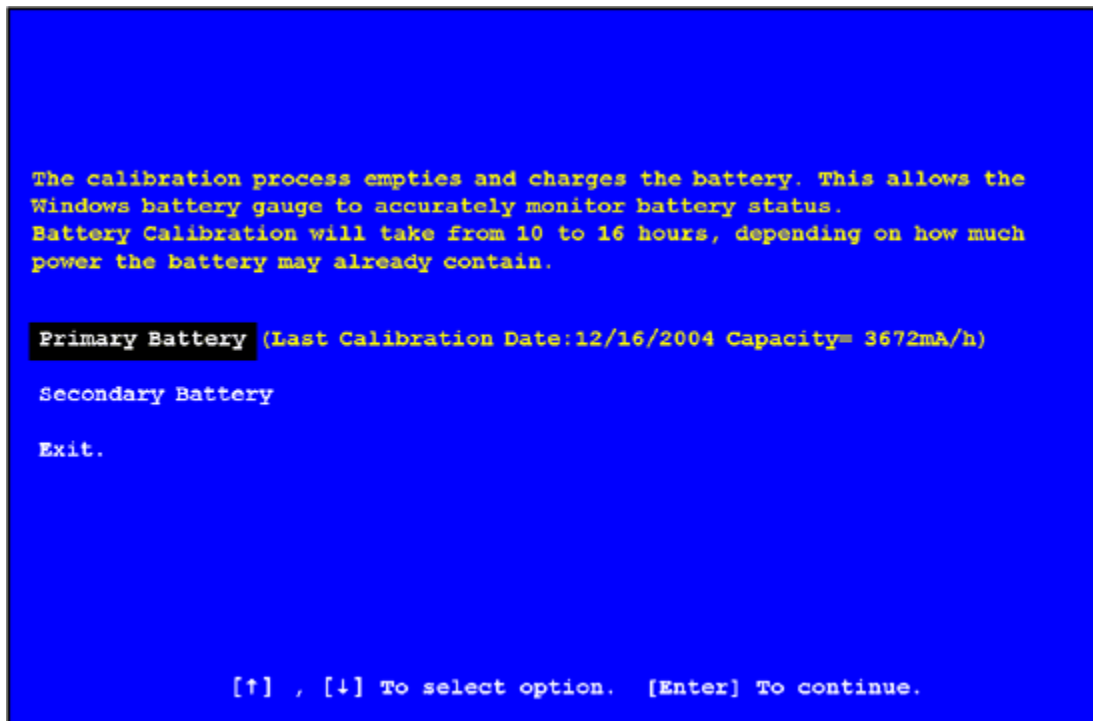 The calibration process empties and charges the battery. This allows the
Windows battery gauge to accurately monitor battery status.
Battery Calibration will take from 10 to 16 hours, depending on how much
power the battery may already contain.
Primary Battery (Last Calibration Date:12/16/2004 Capacity= 3672mA/h)
Secondary Battery
Exit.
[↑] , [↓] To select option. [Enter] To continue.